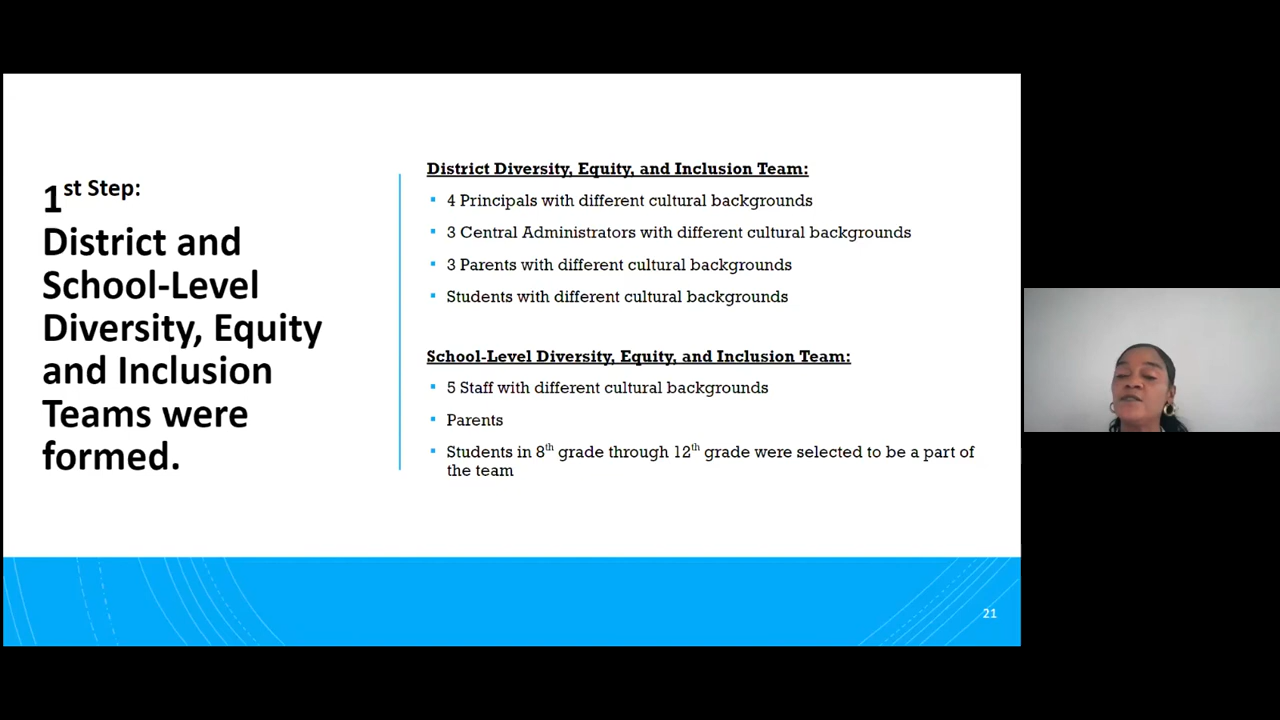 1st Step:
District and
School-Level
Diversity, Equity
and Inclusion
Teams were
formed.
District Diversity, Equity, and Inclusion Team:
▪ 4 Principals with different cultural backgrounds
▪ 3 Central Administrators with different cultural backgrounds
▪ 3 Parents with different cultural backgrounds
▪ Students with different cultural backgrounds
School-Level Diversity, Equity, and Inclusion Team:
▪ 5 Staff with different cultural backgrounds
▪ Parents
▪ Students in 8th grade through 12th grade were selected to be a part of
the team
21